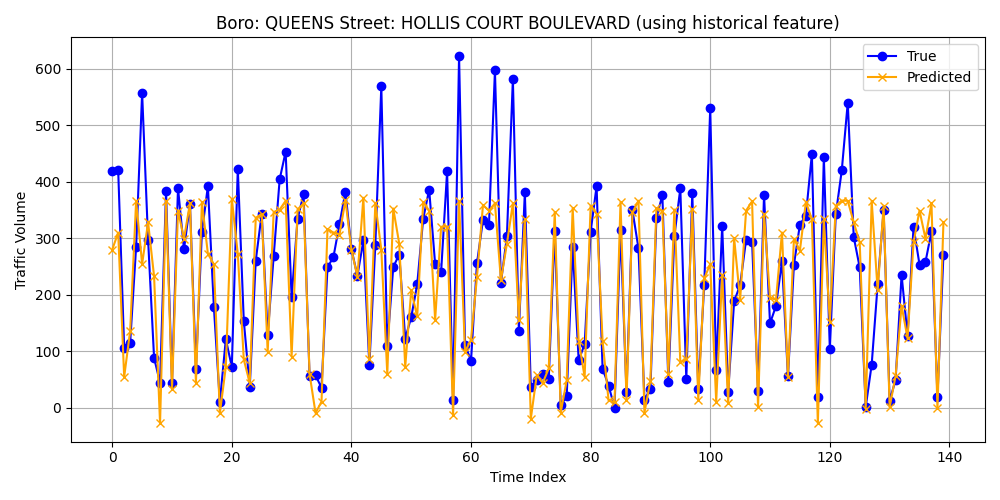 Boro: QUEENS Street: HOLLIS COURT BOULEVARD (using historical feature)
True
Predicted
Traffic Volume
600
500
400
300
200
100
0
0 20 40 60 80 100 120 140
Time Index